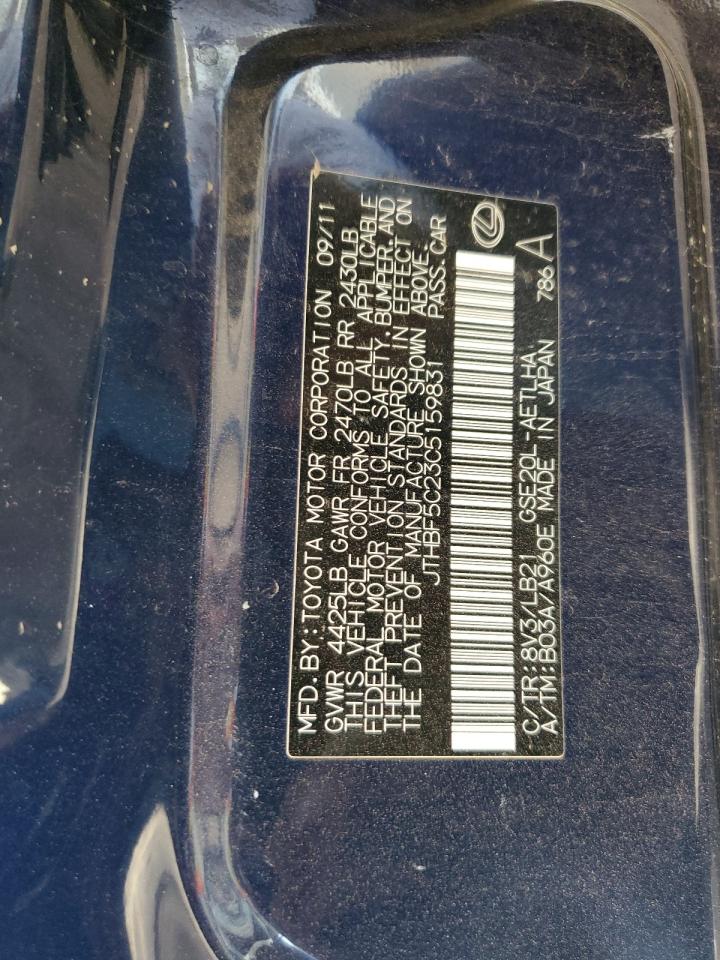 MFD.BY:TOYOTA MOTOR CORPORATION 09/11
GVWR 4425LB GAWR FR 2470LB RR 2430LB
THIS VEHICLE CONFORMS TO ALL APPLICABLE
FEDERAL MOTOR VEHICLE SAFETY,BUMPER,AND
THEFT PREVENTION STANDARDS IN EFFECT ON
THE DATE OF MANUFACTURE SHOWN ABOVE.
JTHBF5C23C5159831 PASS.CAR
C/TR:8V3/LB21 GSE20L-AETLHA
A/TM:B03A/A960E MADE IN JAPAN 786 A